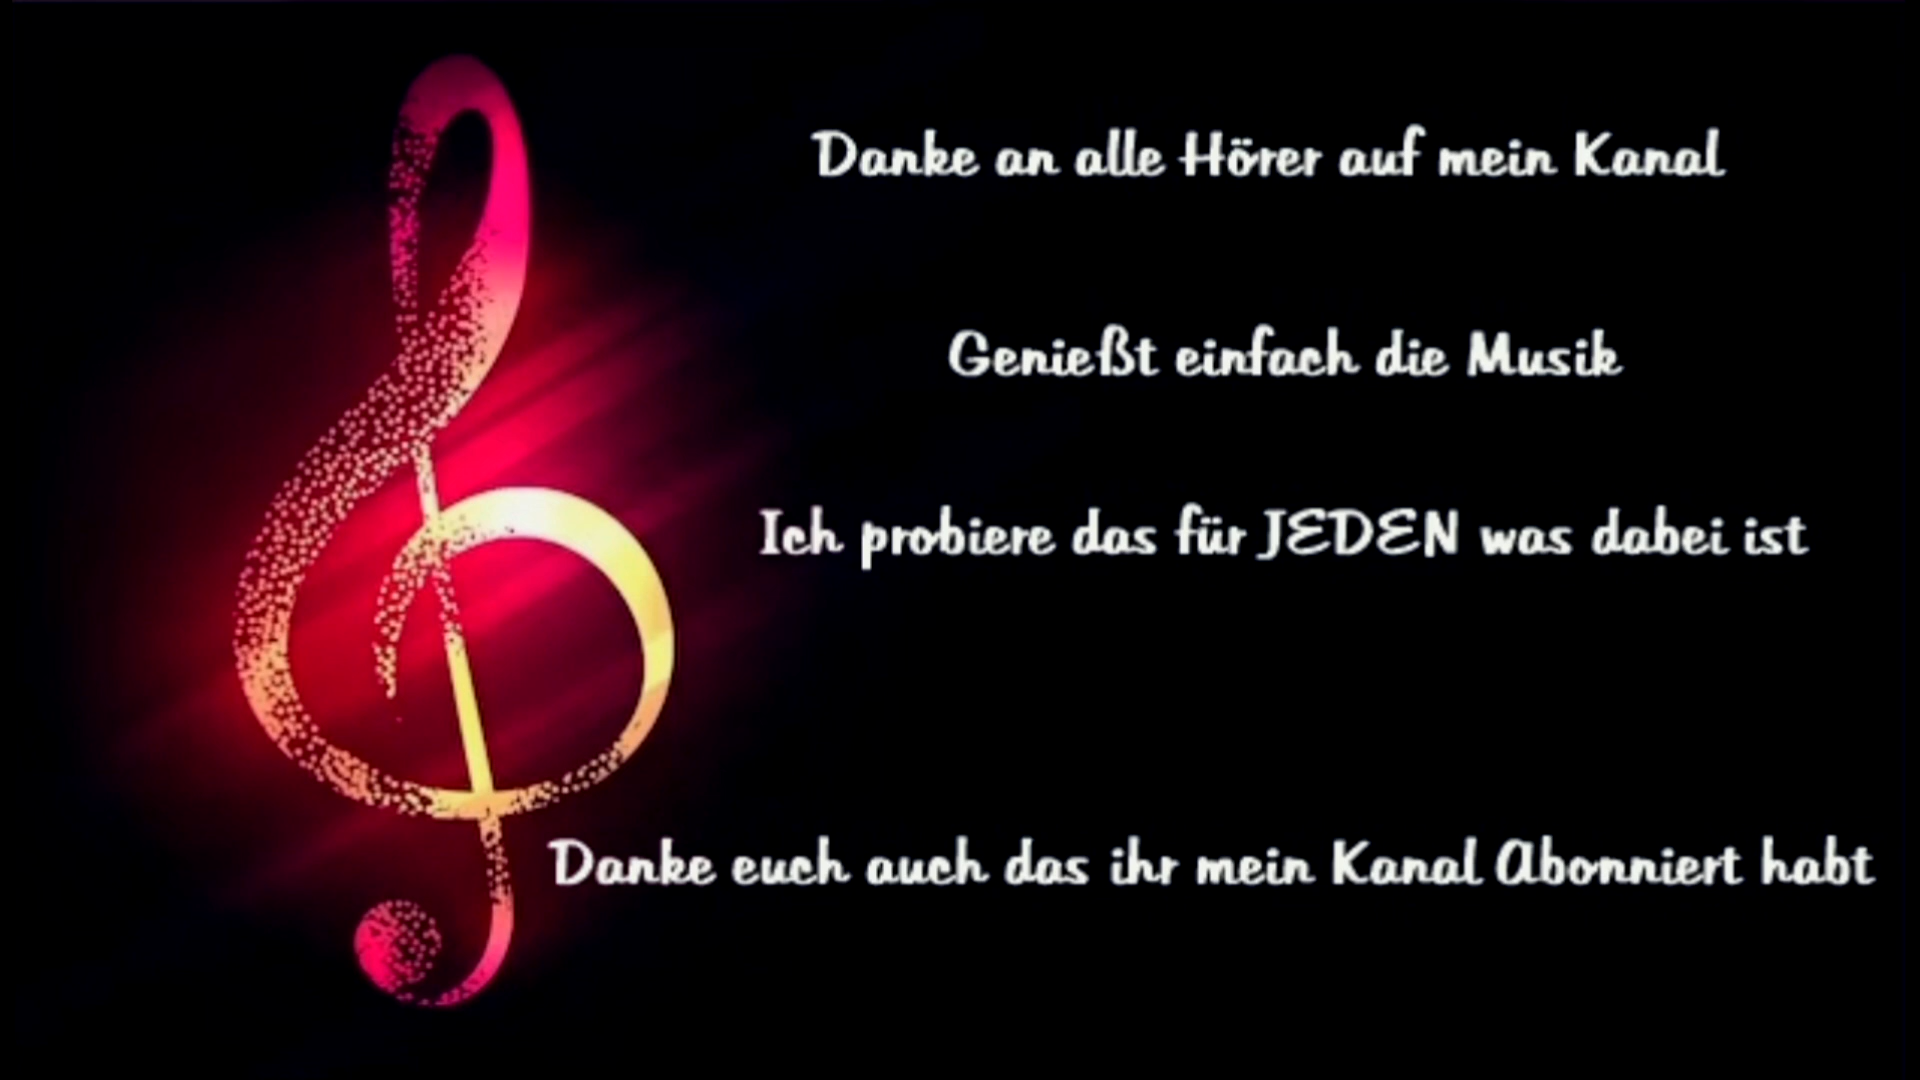 Danke an alle Hörer auf mein Kanal
Genießt einfach die Musik
Ich probiere das für JEDEN was dabei ist
Danke euch auch das ihr mein Kanal Abonniert habt